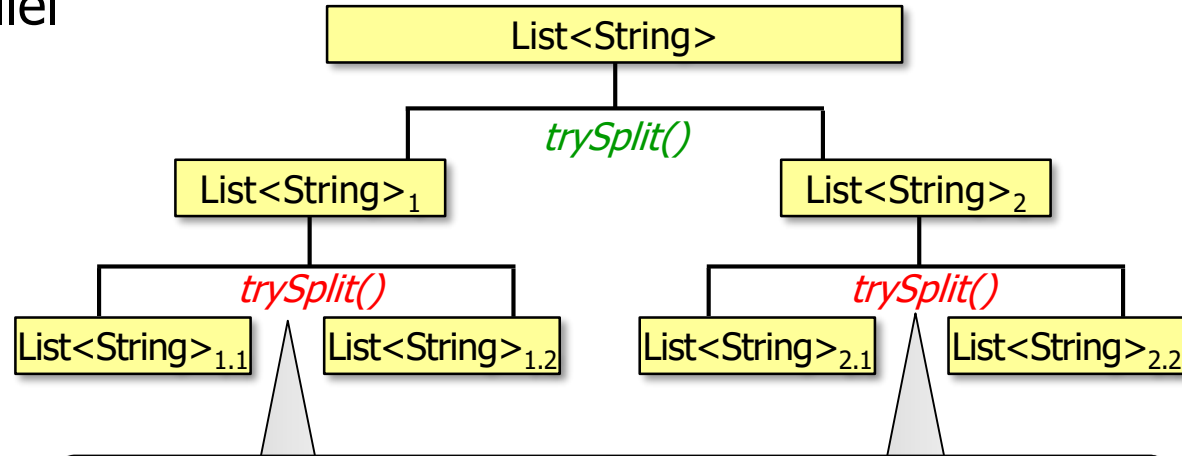 List<String>
trySplit()
List<String>1 List<String>2
trySplit() trySplit()
List<String>1.1 List<String>1.2 List<String>2.1 List<String>2.2